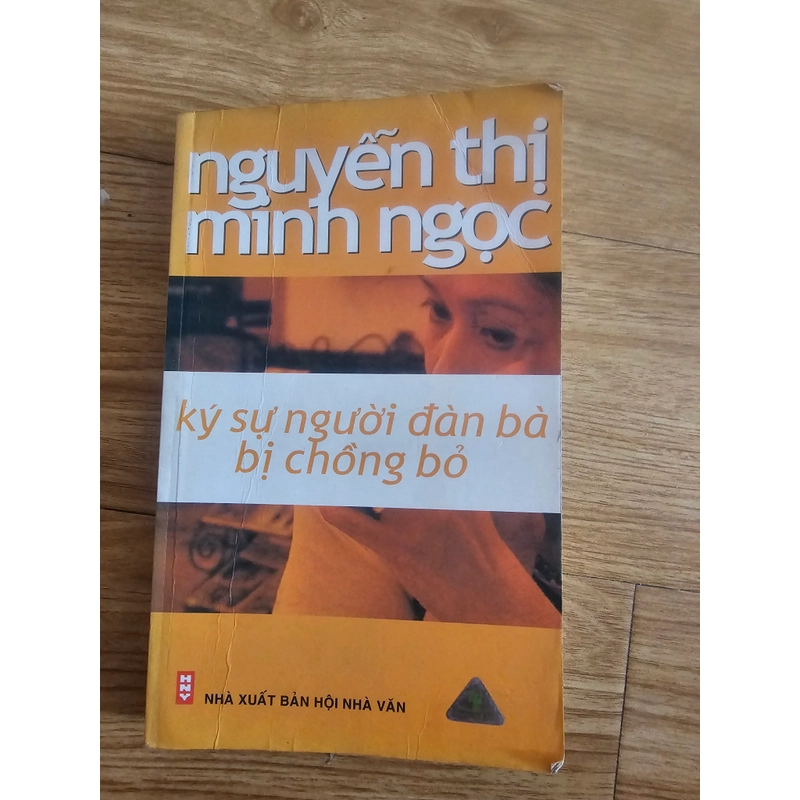 nguyễn thị
minh ngọc
ký sự người đàn bà
bị chồng bỏ
HNV
NHÀ XUẤT BẢN HỘI NHÀ VĂN